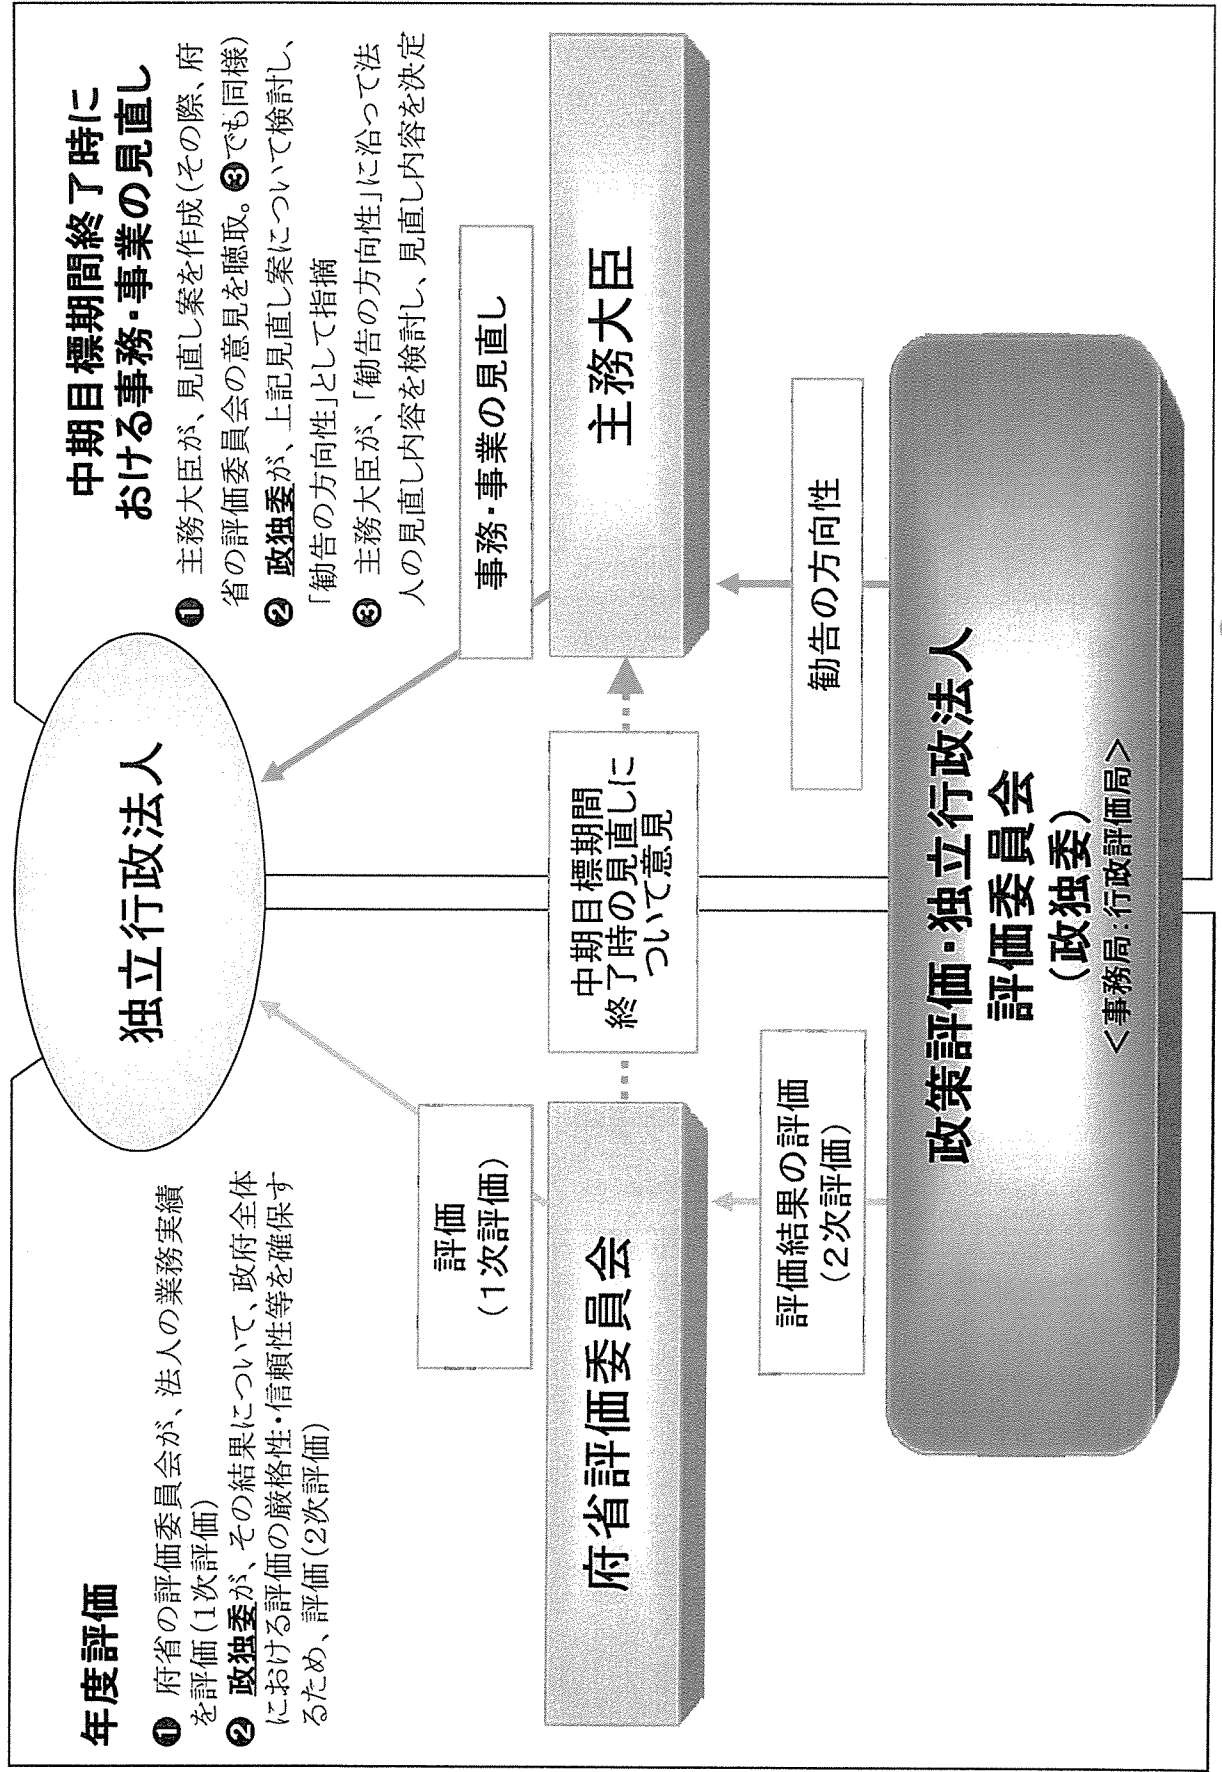 年度評価
❶ 府省の評価委員会が、法人の業務実績
を評価(1次評価)
❷ 政独委が、その結果について、政府全体
における評価の厳格性・信頼性等を確保す
るため、評価(2次評価)
独立行政法人
中期目標期間終了時に
おける事務・事業の見直し
❶ 主務大臣が、見直し案を作成(その際、府
省の評価委員会の意見を聴取。❸でも同様)
❷ 政独委が、上記見直し案について検討し、
「勧告の方向性」として指摘
❸ 主務大臣が、「勧告の方向性」に沿って法
人の見直し内容を検討し、見直し内容を決定
評価
(1次評価)
事務・事業の見直し
府省評価委員会
中期目標期間
終了時の見直しに
ついて意見
主務大臣
評価結果の評価
(2次評価)
勧告の方向性
政策評価・独立行政法人
評価委員会
(政独委)
<事務局:行政評価局>